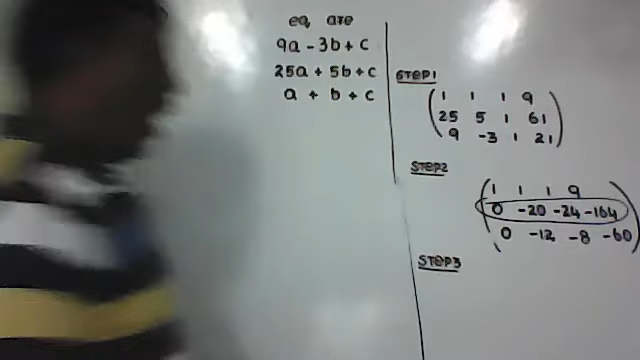 eq are
9a - 3b + c
25a + 5b + c
a + b + c
STEP1
1 1 1 9
25 5 1 61
9 -3 1 21
STEP2
1 1 1 9
0 -20 -24 -164
0 -12 -8 -60
STEP3